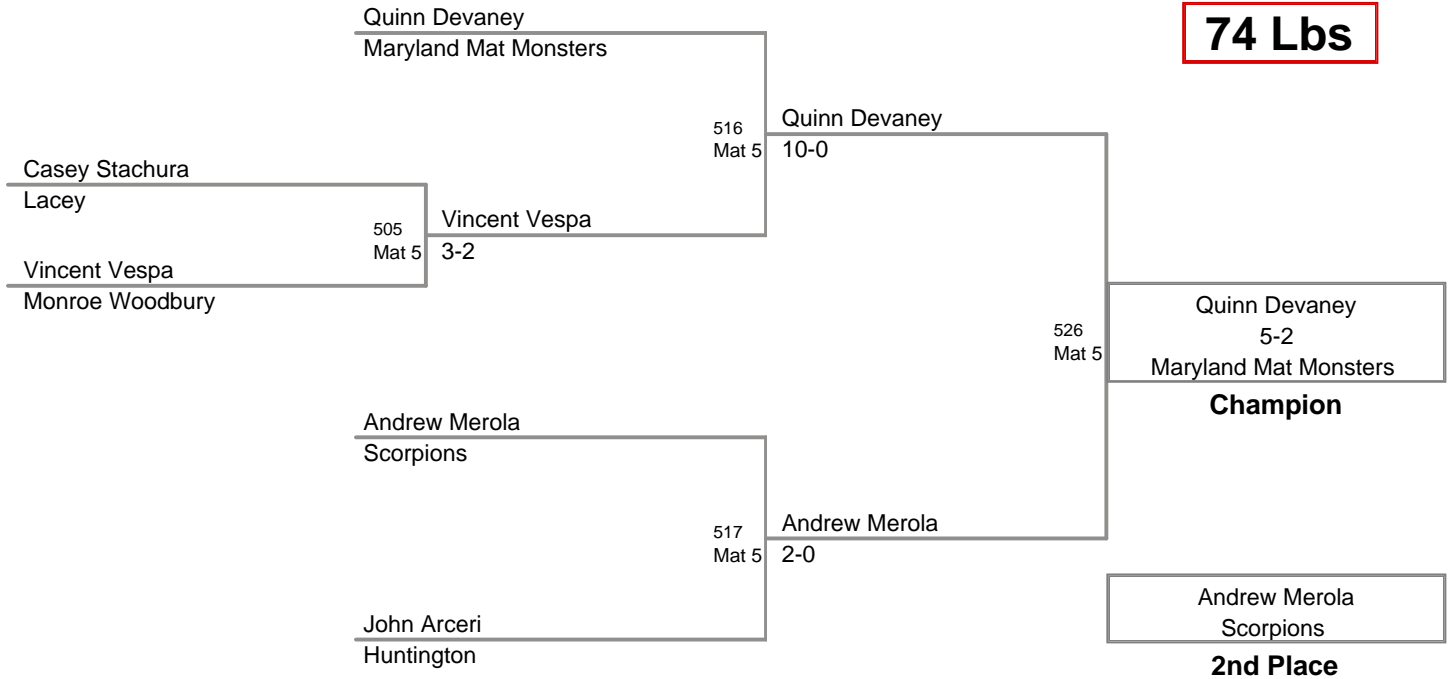 Quinn Devaney
Maryland Mat Monsters
74 Lbs
516
Mat 5
Quinn Devaney
10-0
Casey Stachura
Lacey
505
Mat 5
Vincent Vespa
3-2
Vincent Vespa
Monroe Woodbury
526
Mat 5
Quinn Devaney
5-2
Maryland Mat Monsters
Champion
Andrew Merola
Scorpions
517
Mat 5
Andrew Merola
2-0
John Arceri
Huntington
Andrew Merola
Scorpions
2nd Place